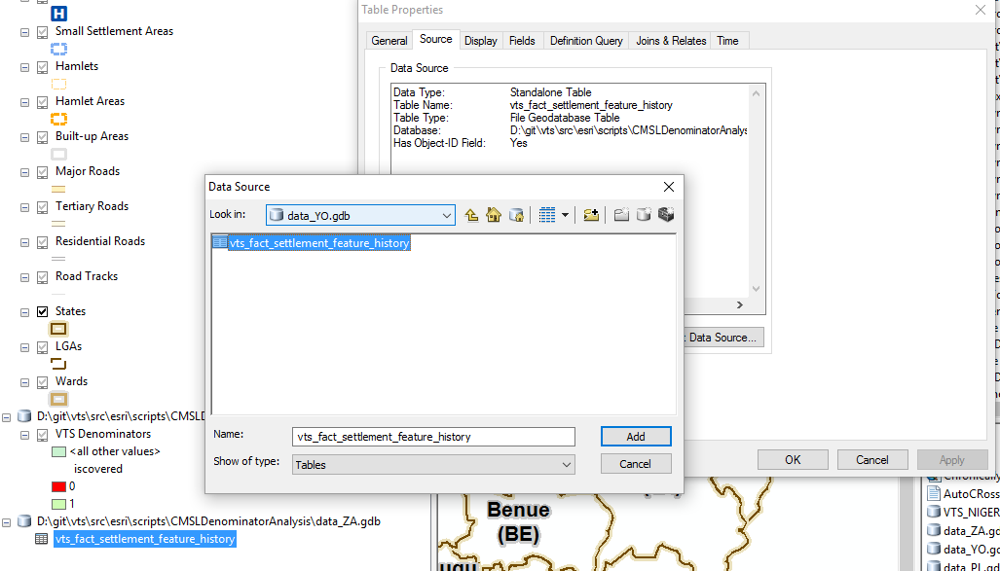 H
Small Settlement Areas
Hamlets
Hamlet Areas
Built-up Areas
Major Roads
Tertiary Roads
Residential Roads
Road Tracks
States
LGAs
Wards
D:\git\vts\src\esri\scripts\CMSLD
VTS Denominators
<all other values>
iscovered
0
1
D:\git\vts\src\esri\scripts\CMSLDenominatorAnalysis\data_ZA.gdb
vts_fact_settlement_feature_history
Table Properties
General Source Display Fields Definition Query Joins & Relates Time
Data Source
Data Type: Standalone Table
Table Name: vts_fact_settlement_feature_history
Table Type: File Geodatabase Table
Database: D:\git\vts\src\esri\scripts\CMSLDenominatorAnalys
Has Object-ID Field: Yes
Data Source...
OK Cancel Apply
Data Source
Look in: data_YO.gdb
vts_fact_settlement_feature_history
Name: vts_fact_settlement_feature_history Add
Show of type: Tables Cancel
Benue
(BE)
ugu
Chronically
AutoCRoss
VTS_NIGER
data_ZA.gd
data_YO.gd
data_PL.gdb